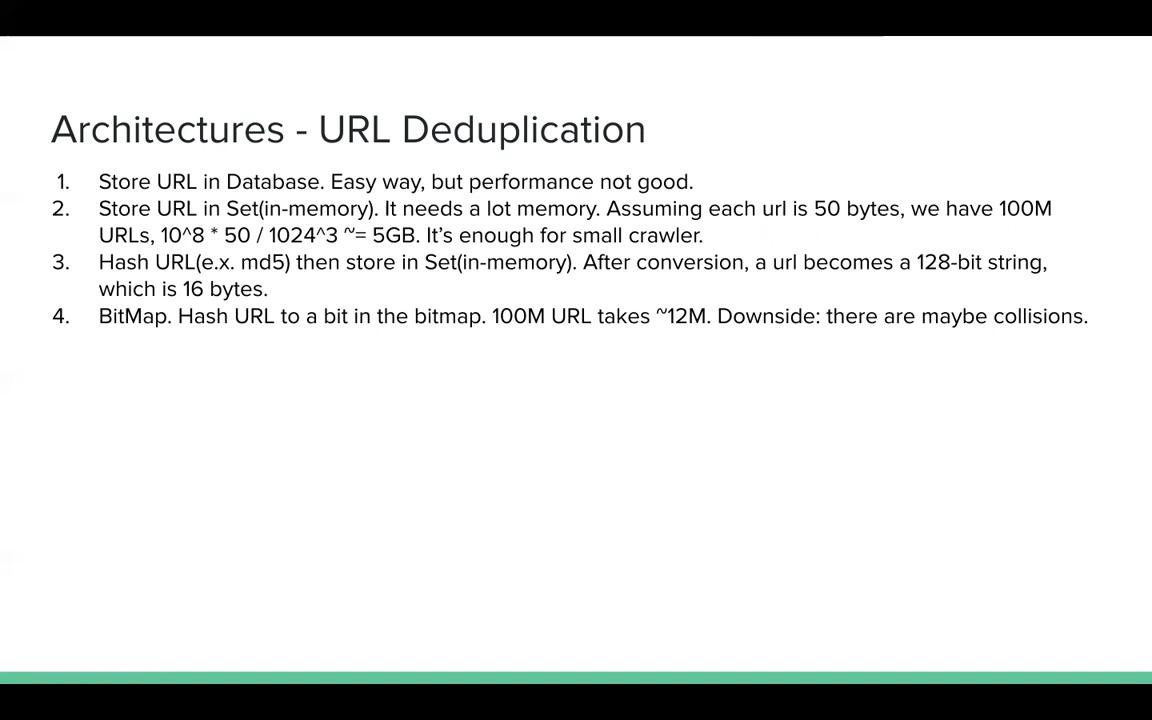 Architectures - URL Deduplication
1. Store URL in Database. Easy way, but performance not good.
2. Store URL in Set(in-memory). It needs a lot memory. Assuming each url is 50 bytes, we have 100M
URLs, 10^8 * 50 / 1024^3 ~= 5GB. It’s enough for small crawler.
3. Hash URL(e.x. md5) then store in Set(in-memory). After conversion, a url becomes a 128-bit string,
which is 16 bytes.
4. BitMap. Hash URL to a bit in the bitmap. 100M URL takes ~12M. Downside: there are maybe collisions.